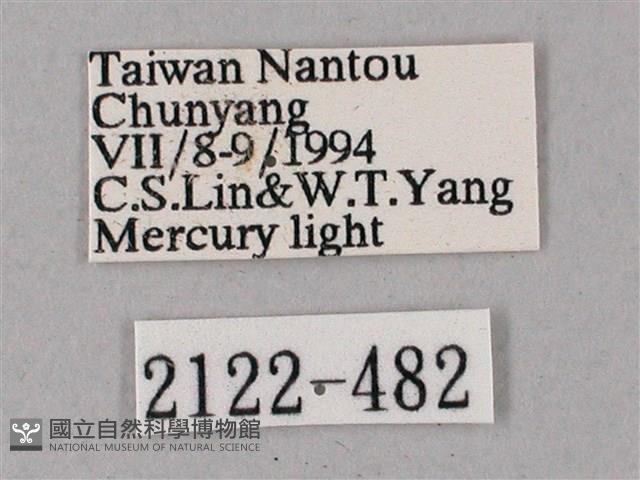 Taiwan Nantou
Chunyang
VII/8-9/1994
C.S.Lin&W.T.Yang
Mercury light
2122-482
國立自然科學博物館
NATIONAL MUSEUM OF NATURAL SCIENCE